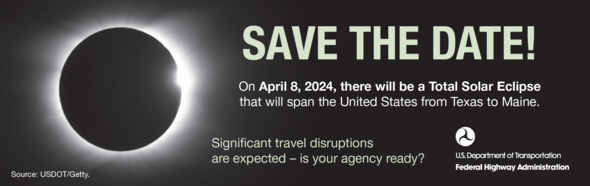 SAVE THE DATE!
On April 8, 2024, there will be a Total Solar Eclipse
that will span the United States from Texas to Maine.
Significant travel disruptions
are expected – is your agency ready?
U.S. Department of Transportation
Federal Highway Administration
Source: USDOT/Getty.